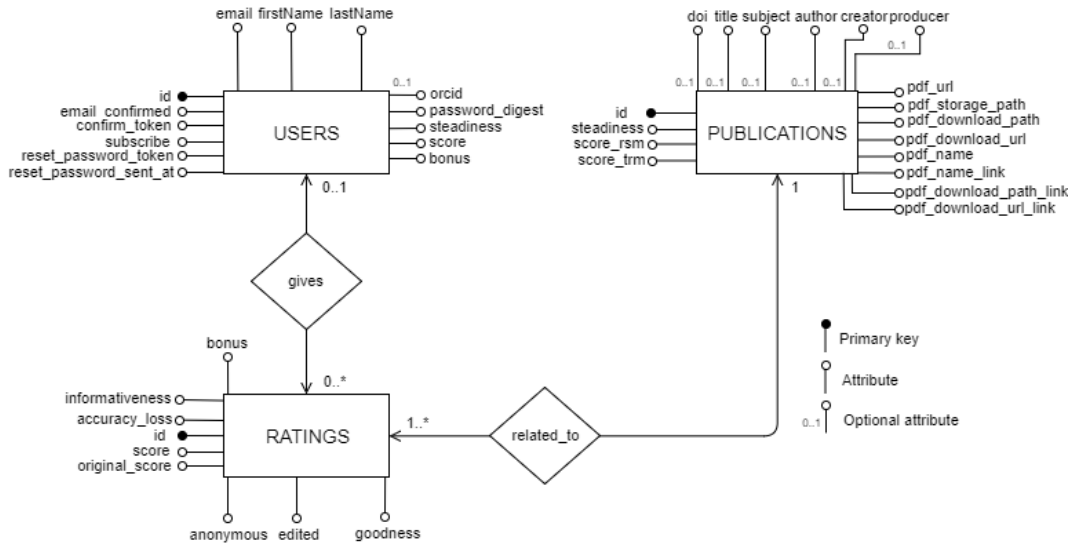 email firstName lastName
0..1
id
email_confirmed
confirm_token
subscribe
reset_password_token
reset_password_sent_at
USERS
orcid
password_digest
steadiness
score
bonus
0..1
gives
0..*
doi title subject author creator producer
0..1
0..1 0..1 0..1 0..1 0..1
id
steadiness
score_rsm
score_trm
PUBLICATIONS
pdf_url
pdf_storage_path
pdf_download_path
pdf_download_url
pdf_name
pdf_name_link
pdf_download_path_link
pdf_download_url_link
1
bonus
informativeness
accuracy_loss
id
score
original_score
RATINGS
anonymous edited goodness
1..*
related_to
Primary key
Attribute
0..1 Optional attribute